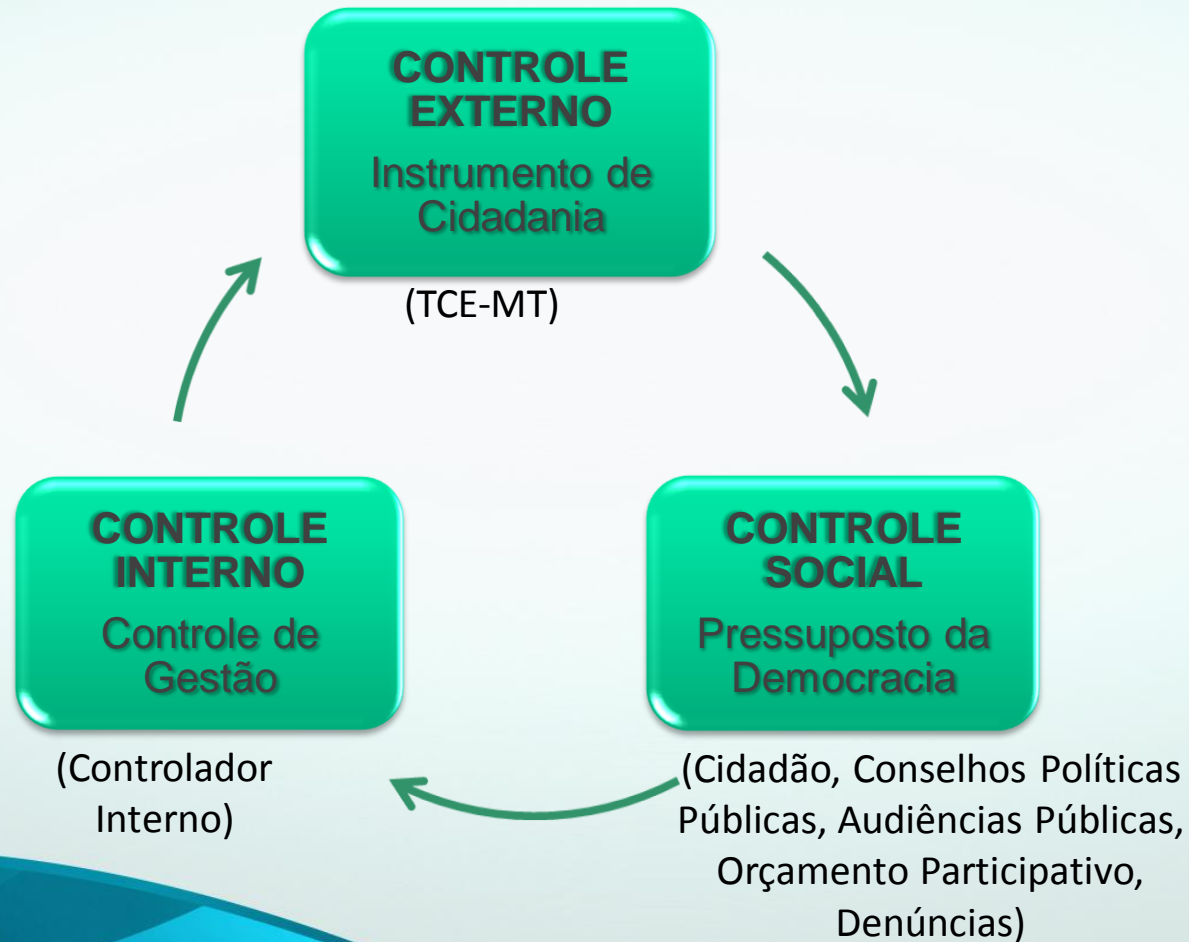 CONTROLE
EXTERNO
Instrumento de
Cidadania
(TCE-MT)
CONTROLE
INTERNO
Controle de
Gestão
(Controlador
Interno)
CONTROLE
SOCIAL
Pressuposto da
Democracia
(Cidadão, Conselhos Políticas
Públicas, Audiências Públicas,
Orçamento Participativo,
Denúncias)